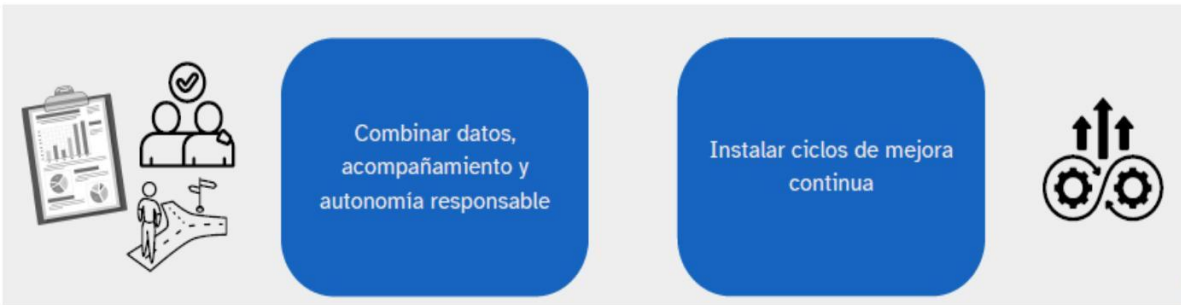 Combinar datos,
acompañamiento y
autonomía responsable
Instalar ciclos de mejora
continua